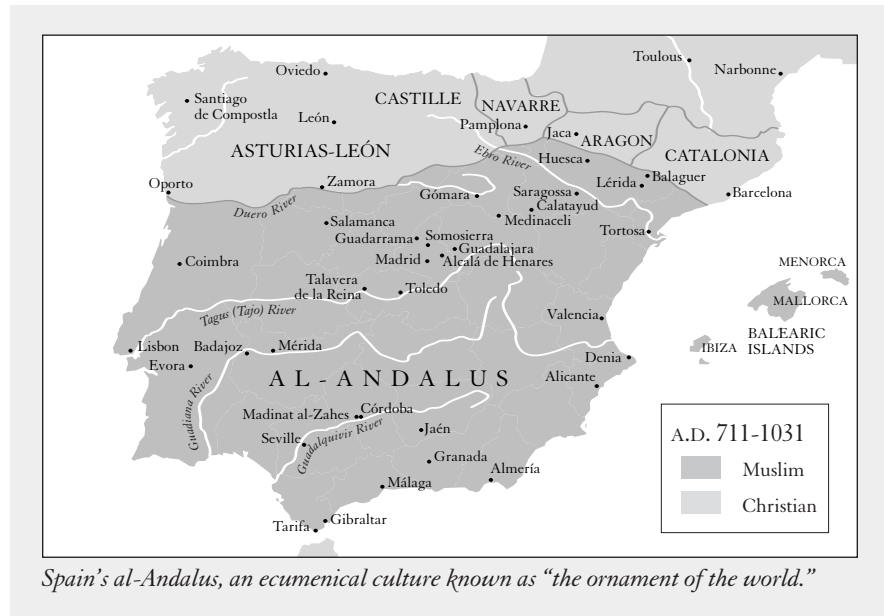 Toulous
Narbonne
Oviedo
CASTILLE
NAVARRE
Santiago
de Compostla
León
Pamplona
Jaca
ARAGON
ASTURIAS-LEÓN
Ebro River
Huesca
CATALONIA
Oporto
Zamora
Gómara
Saragossa
Lérida
Balaguer
Barcelona
Duero River
Calatayud
Medinaceli
Salamanca
Guadarrama
Somosierra
Tortosa
Guadalajara
Coimbra
Madrid
Alcalá de Henares
MENORCA
Talavera
de la Reina
Toledo
MALLORCA
Tagus (Tajo) River
Valencia
BALEARIC
ISLANDS
IBIZA
Lisbon
Badajoz
Mérida
Evora
Denia
AL-ANDALUS
Alicante
Guadiana River
Madinat al-Zahes
Córdoba
Seville
Guadalquivir River
Jaén
Granada
Almería
Málaga
Tarifa
Gibraltar
A.D. 711-1031
Muslim
Christian
Spain's al-Andalus, an ecumenical culture known as “the ornament of the world.”